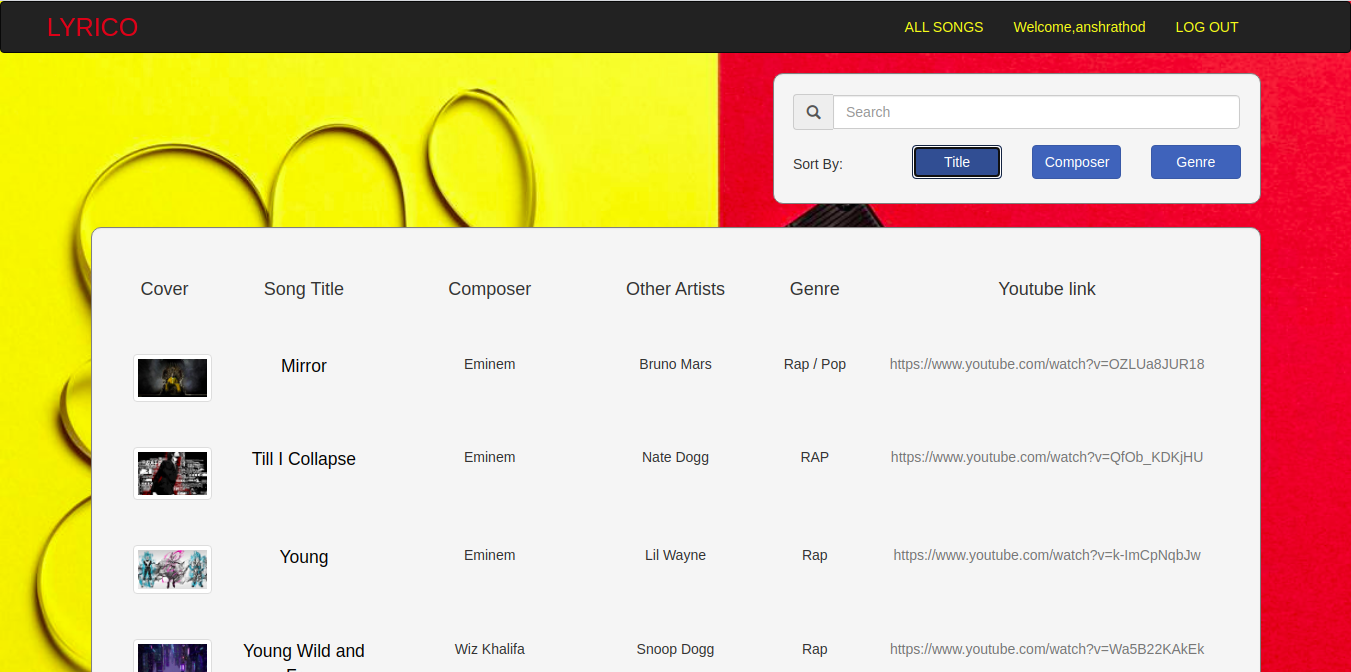 LYRICO ALL SONGS Welcome,anshrathod LOG OUT
Search
Sort By: Title Composer Genre
Cover Song Title Composer Other Artists Genre Youtube link
Mirror Eminem Bruno Mars Rap / Pop https://www.youtube.com/watch?v=OZLUa8JUR18
Till I Collapse Eminem Nate Dogg RAP https://www.youtube.com/watch?v=QfOb_KDKjHU
Young Eminem Lil Wayne Rap https://www.youtube.com/watch?v=k-ImCpNqbJw
Young Wild and Wiz Khalifa Snoop Dogg Rap https://www.youtube.com/watch?v=Wa5B22KAkEk